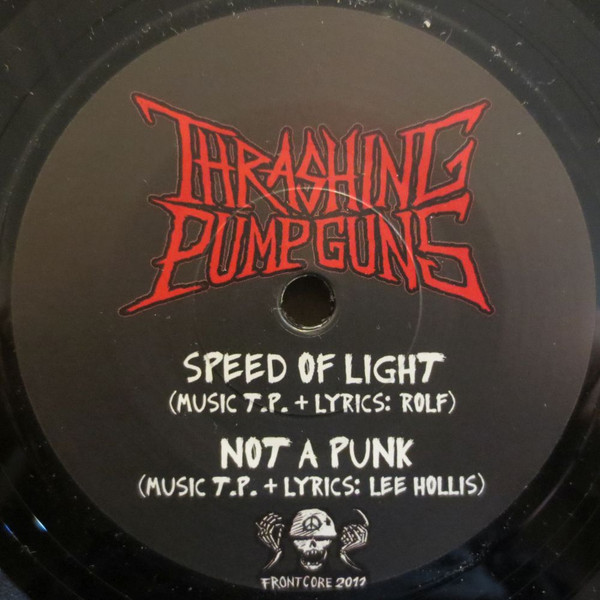 THRASHING
PUMPGUNS
SPEED OF LIGHT
(MUSIC T.P. + LYRICS: ROLF)
NOT A PUNK
(MUSIC T.P. + LYRICS: LEE HOLLIS)
FRONTCORE 2011